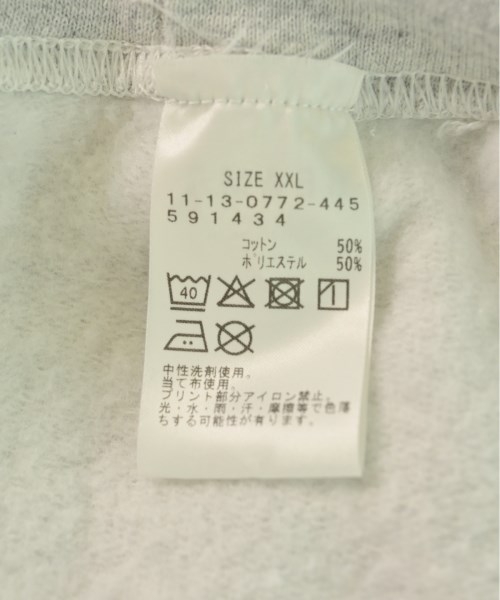 SIZE XXL
11-13-0772-445
591434
コットン 50%
ポリエステル 50%
40
中性洗剤使用。
当て布使用。
プリント部分アイロン禁止。
光・水・雨・汗・摩擦等で色落
ちする可能性が有ります。